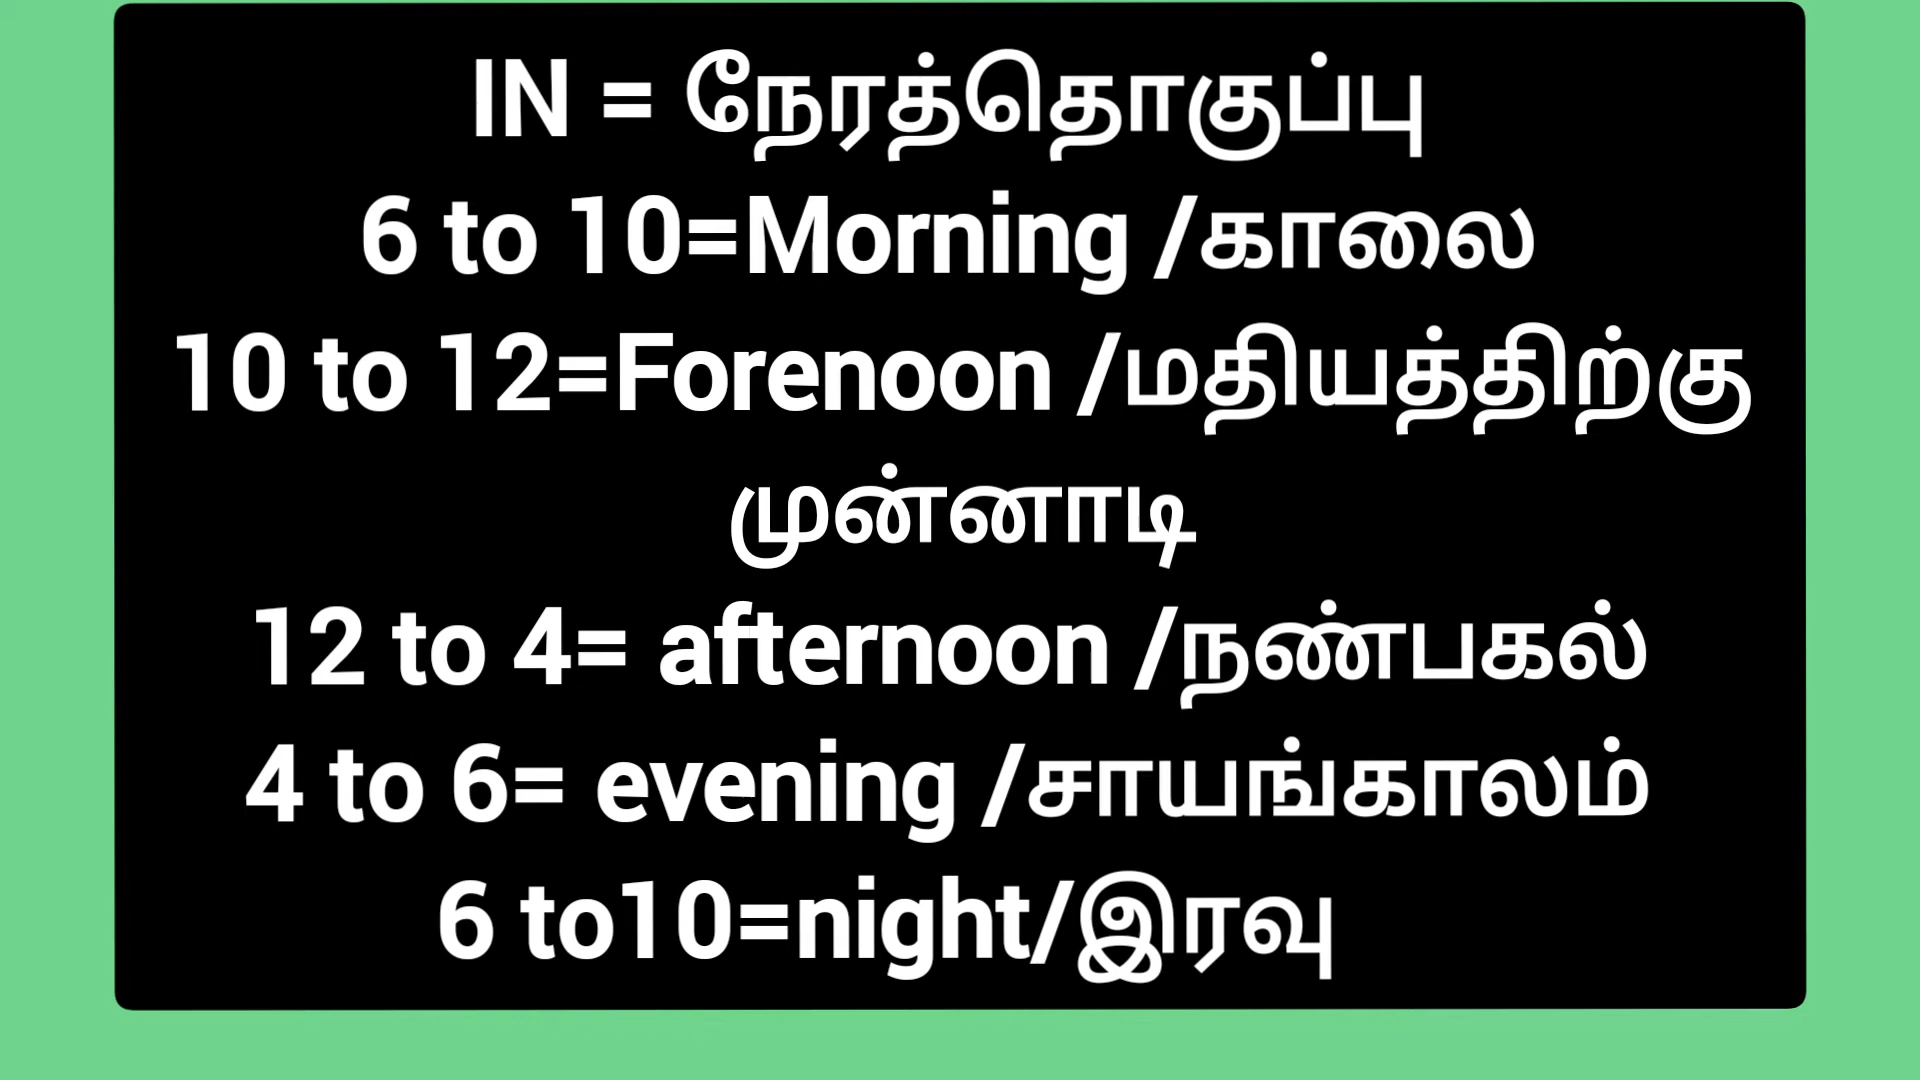 IN = நேரத்தொகுப்பு
6 to 10=Morning /காலை
10 to 12=Forenoon /மதியத்திற்கு
முன்னாடி
12 to 4= afternoon /நண்பகல்
4 to 6= evening /சாயங்காலம்
6 to10=night/இரவு